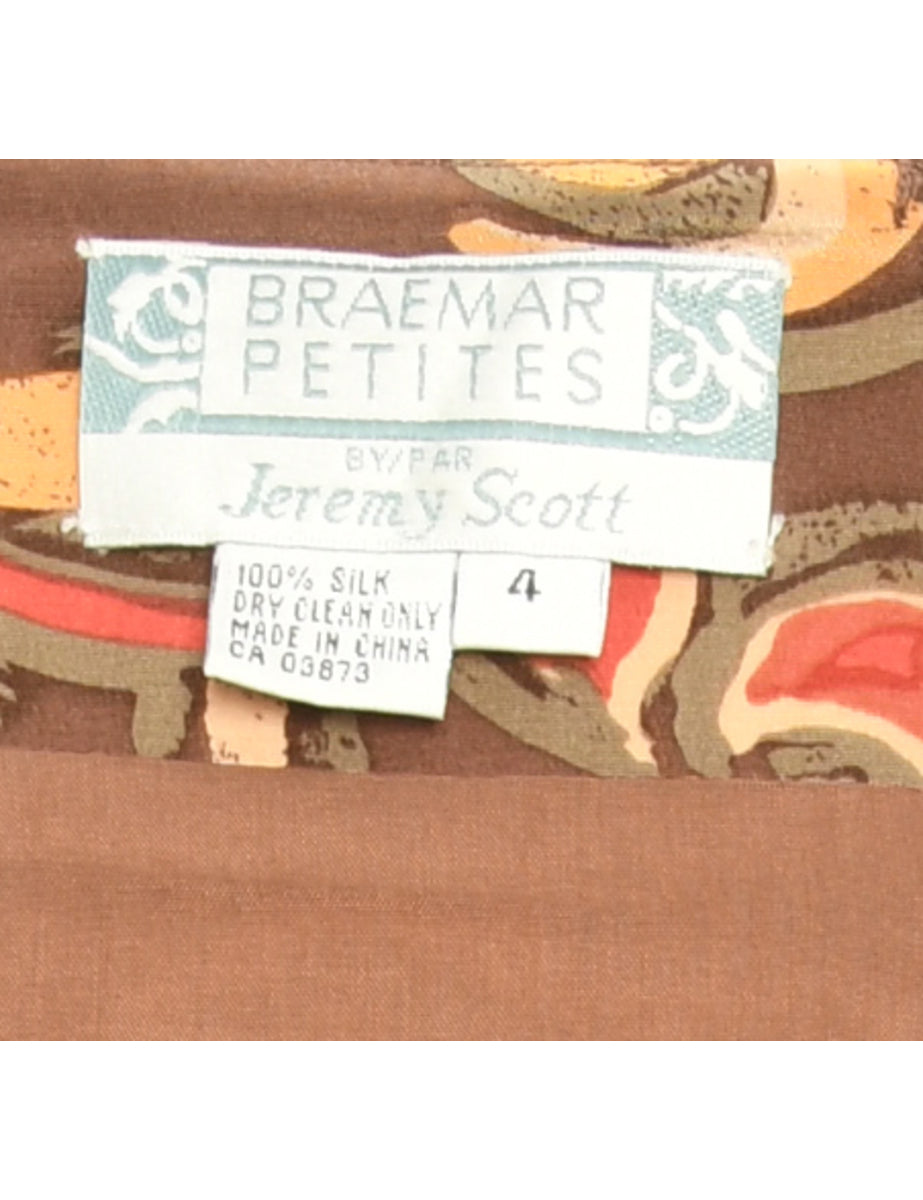 BRAEMAR
PETITES
BY/PAR
Jeremy Scott
100% SILK
DRY CLEAN ONLY
MADE IN CHINA
CA 03873
4